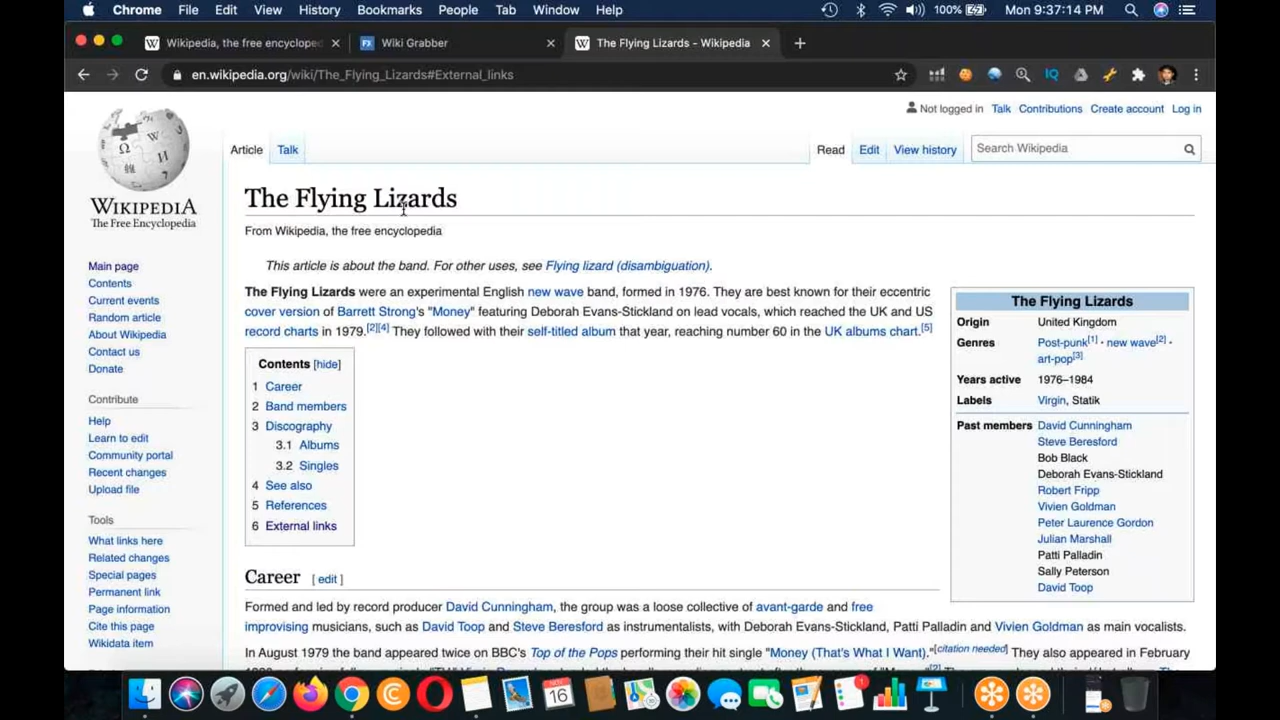 Chrome File Edit View History Bookmarks People Tab Window Help 100% Mon 9:37:14 PM
Wikipedia, the free encyclope
Wiki Grabber
The Flying Lizards - Wikipedia
en.wikipedia.org/wiki/The_Flying_Lizards#External_links
Not logged in Talk Contributions Create account Log in
WIKIPEDIA
The Free Encyclopedia
Main page
Contents
Current events
Random article
About Wikipedia
Contact us
Donate
Contribute
Help
Learn to edit
Community portal
Recent changes
Upload file
Tools
What links here
Related changes
Special pages
Permanent link
Page information
Cite this page
Wikidata item
Article Talk
Read Edit View history
Search Wikipedia
The Flying Lizards
From Wikipedia, the free encyclopedia
This article is about the band. For other uses, see Flying lizard (disambiguation).
The Flying Lizards were an experimental English new wave band, formed in 1976. They are best known for their eccentric
cover version of Barrett Strong's "Money" featuring Deborah Evans-Stickland on lead vocals, which reached the UK and US
record charts in 1979.[2][4] They followed with their self-titled album that year, reaching number 60 in the UK albums chart.[5]
Contents [hide]
1 Career
2 Band members
3 Discography
3.1 Albums
3.2 Singles
4 See also
5 References
6 External links
The Flying Lizards
Origin United Kingdom
Genres Post-punk[1] · new wave[2] ·
art-pop[3]
Years active 1976–1984
Labels Virgin, Statik
Past members David Cunningham
Steve Beresford
Bob Black
Deborah Evans-Stickland
Robert Fripp
Vivien Goldman
Peter Laurence Gordon
Julian Marshall
Patti Palladin
Sally Peterson
David Toop
Career [ edit ]
Formed and led by record producer David Cunningham, the group was a loose collective of avant-garde and free
improvising musicians, such as David Toop and Steve Beresford as instrumentalists, with Deborah Evans-Stickland, Patti Palladin and Vivien Goldman as main vocalists.
In August 1979 the band appeared twice on BBC's Top of the Pops performing their hit single "Money (That's What I Want)."[citation needed] They also appeared in February
NOV
16